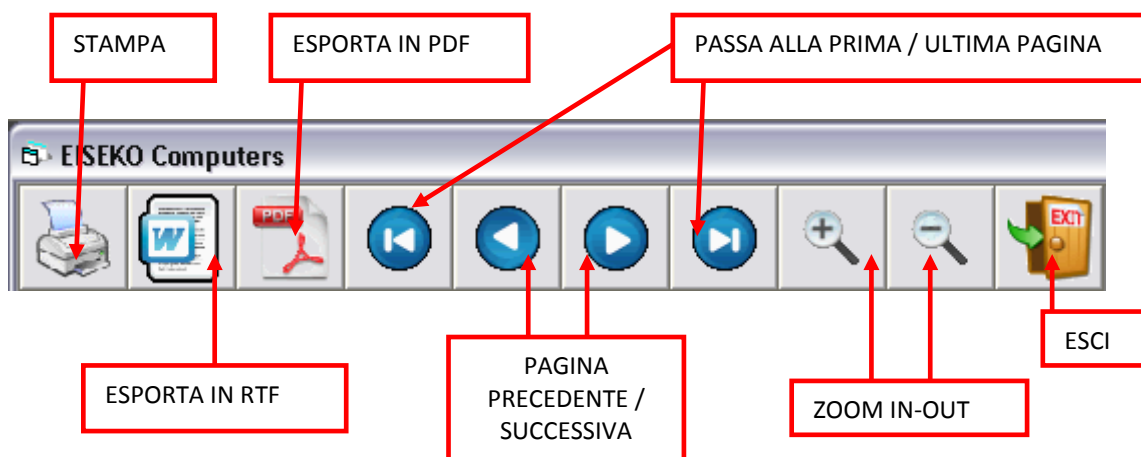 STAMPA
ESPORTA IN PDF
PASSA ALLA PRIMA / ULTIMA PAGINA
EISEKO Computers
W
PDF
EXIT
ESPORTA IN RTF
PAGINA
PRECEDENTE /
SUCCESSIVA
ZOOM IN-OUT
ESCI